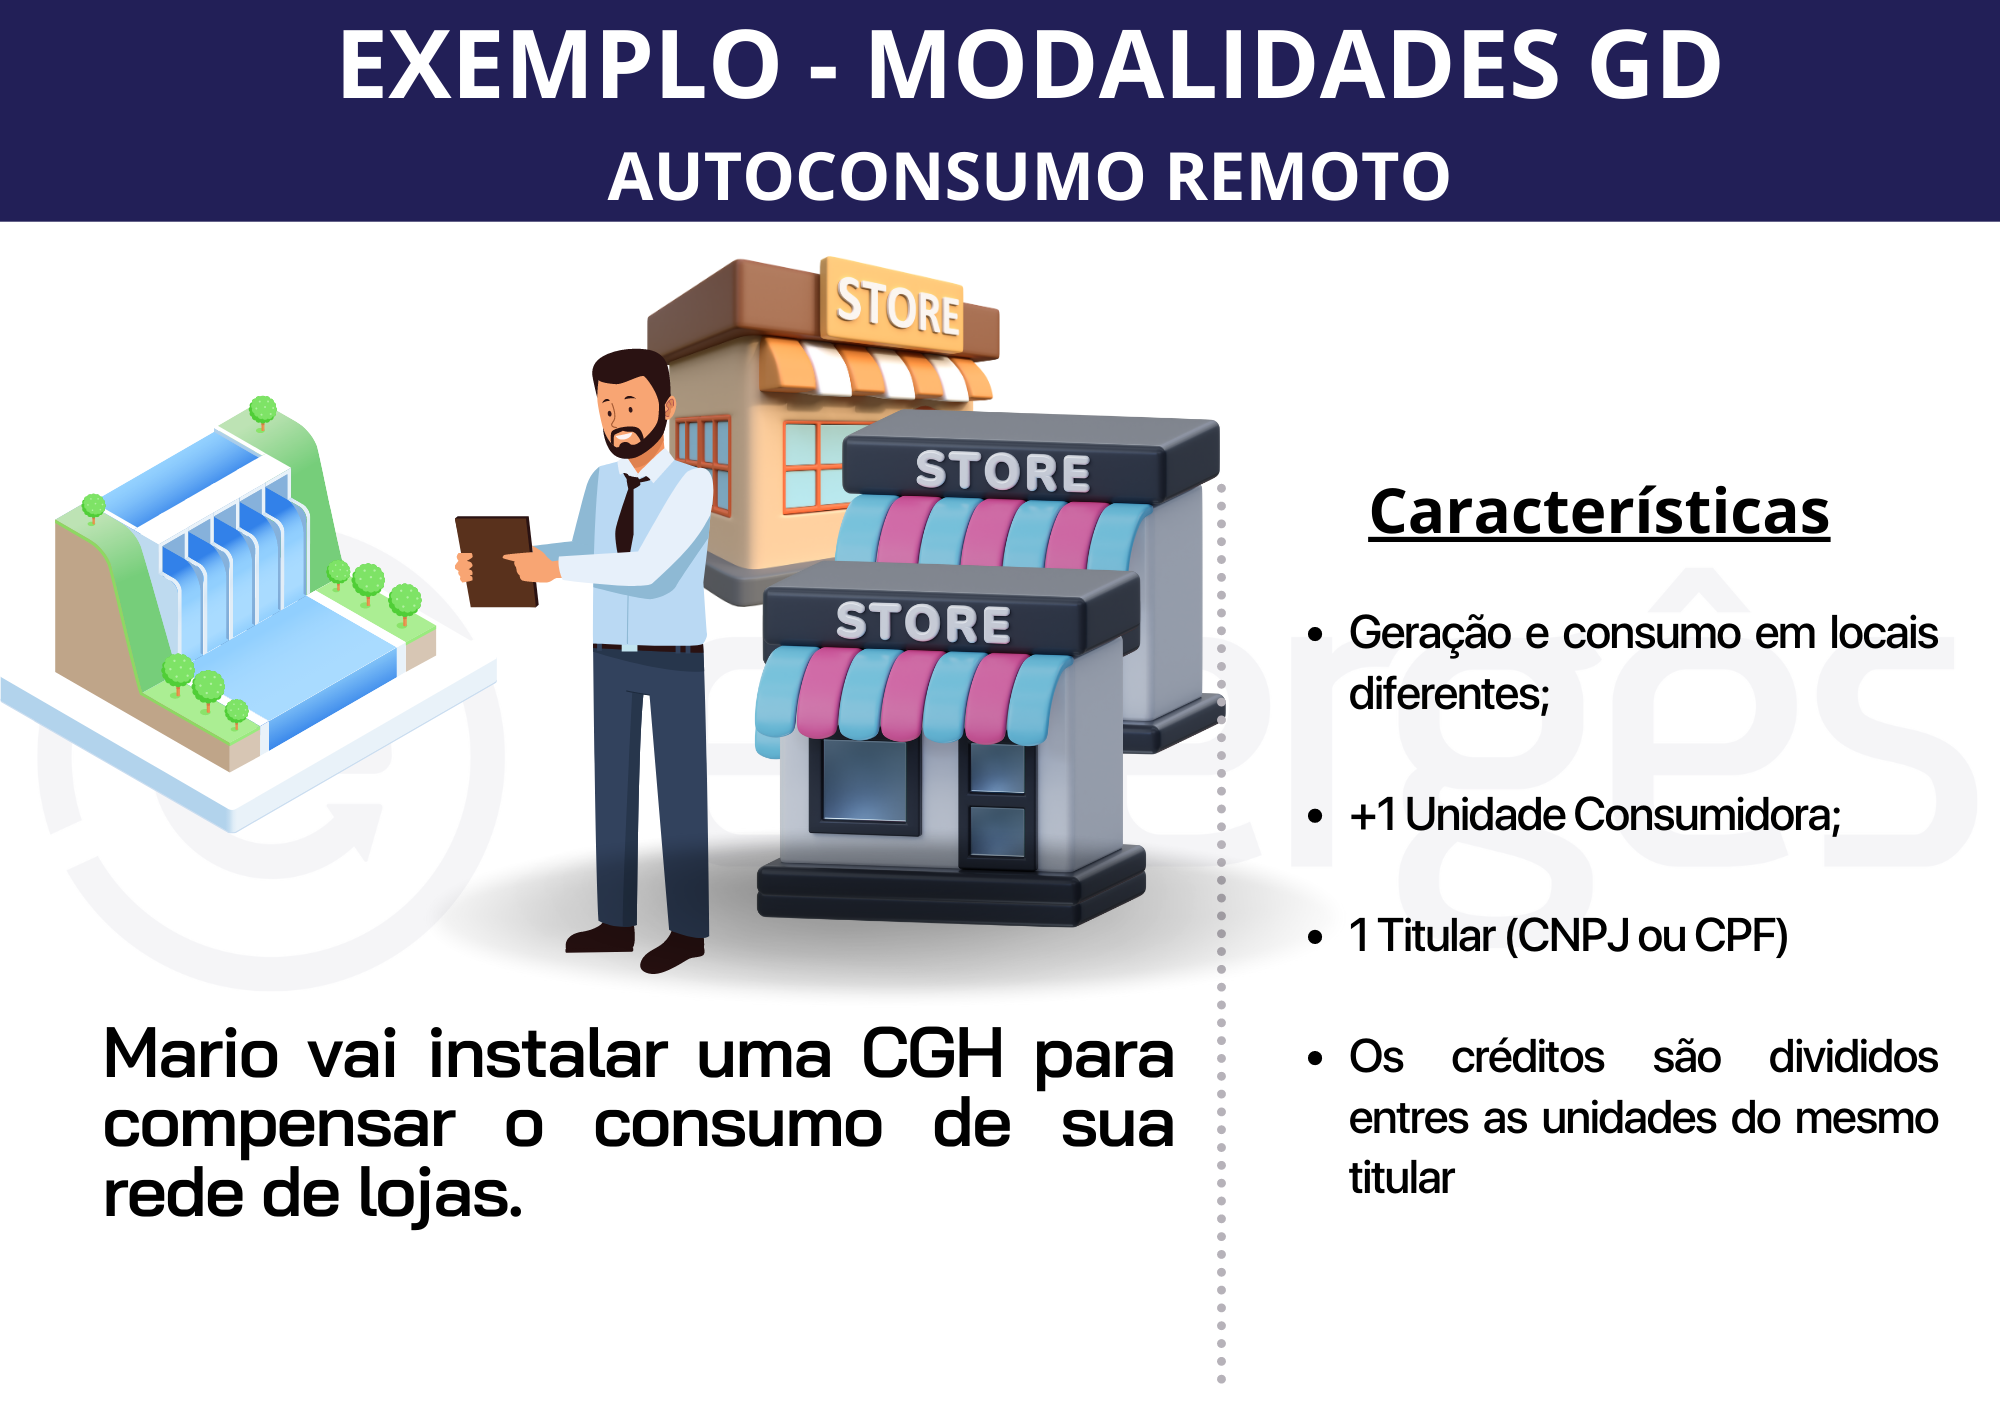 EXEMPLO - MODALIDADES GD
AUTOCONSUMO REMOTO
STORE
STORE
STORE
Mario vai instalar uma CGH para
compensar o consumo de sua
rede de lojas.
Características
• Geração e consumo em locais
diferentes;
• +1 Unidade Consumidora;
• 1 Titular (CNPJ ou CPF)
• Os créditos são divididos
entres as unidades do mesmo
titular